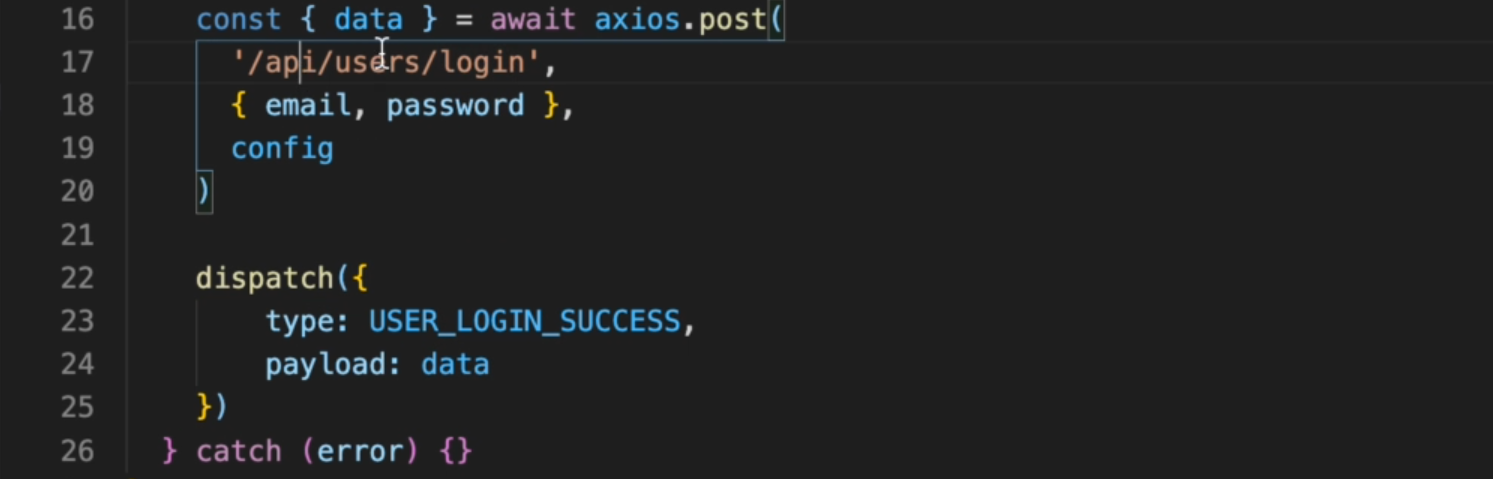 16 const { data } = await axios.post(
17 '/api/users/login',
18 { email, password },
19 config
20 )
21
22 dispatch({
23 type: USER_LOGIN_SUCCESS,
24 payload: data
25 })
26 } catch (error) {}